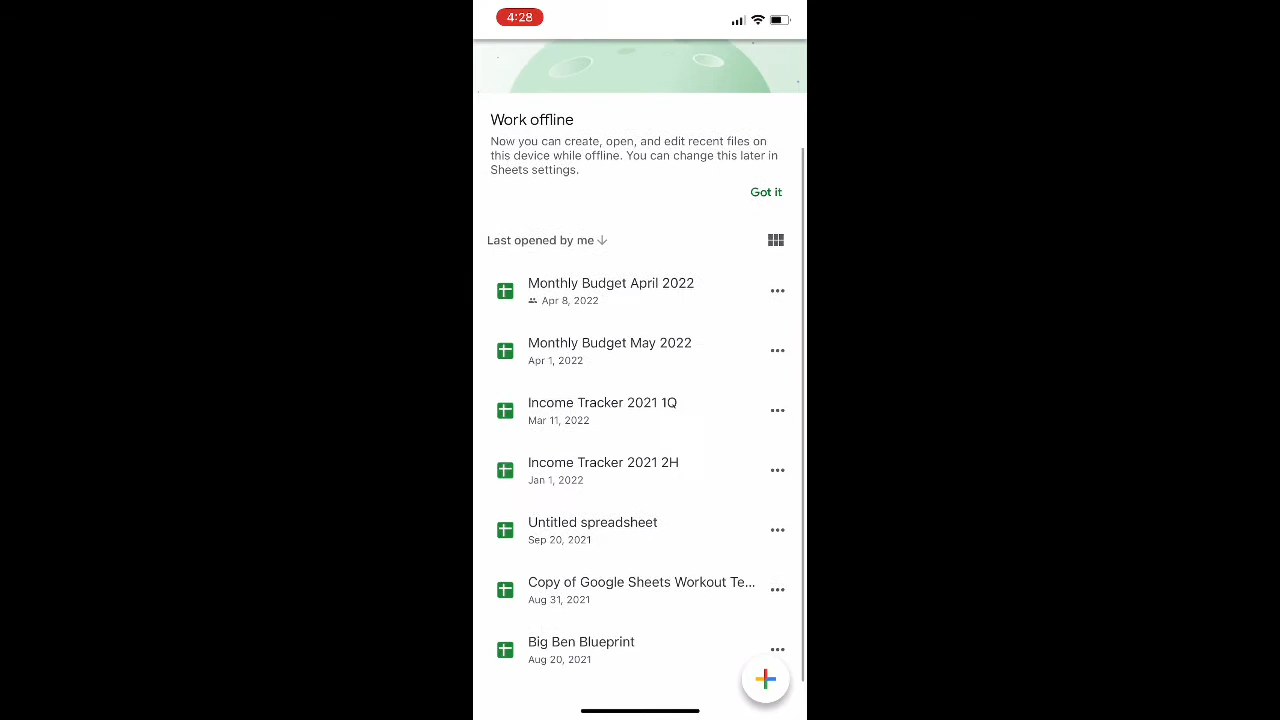 4:28
Work offline
Now you can create, open, and edit recent files on
this device while offline. You can change this later in
Sheets settings.
Got it
Last opened by me
Monthly Budget April 2022
Apr 8, 2022
Monthly Budget May 2022
Apr 1, 2022
Income Tracker 2021 1Q
Mar 11, 2022
Income Tracker 2021 2H
Jan 1, 2022
Untitled spreadsheet
Sep 20, 2021
Copy of Google Sheets Workout Te...
Aug 31, 2021
Big Ben Blueprint
Aug 20, 2021